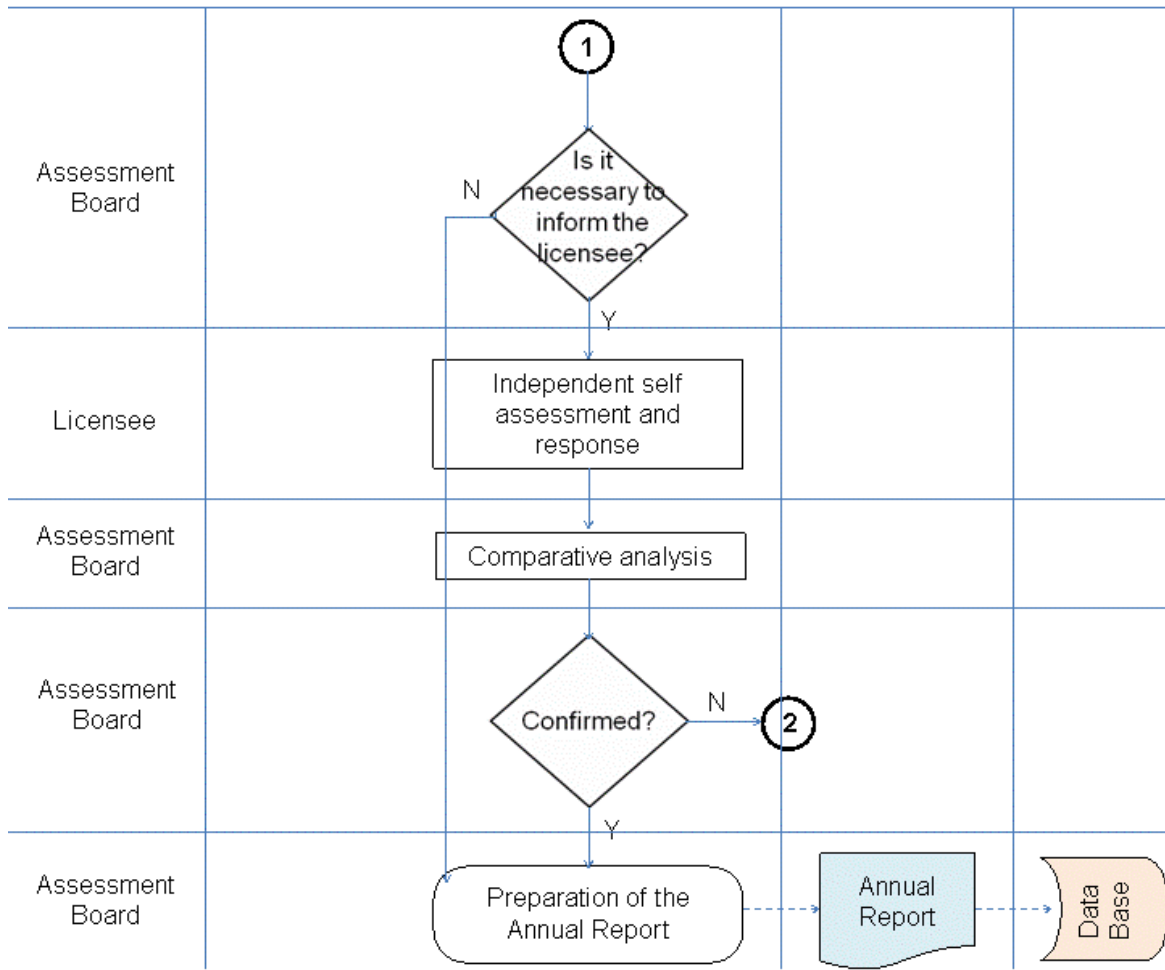 1
Assessment
Board
N
Is it
necessary to
inform the
licensee?
Y
Licensee
Independent self
assessment and
response
Assessment
Board
Comparative analysis
Assessment
Board
Confirmed?
N
2
Y
Assessment
Board
Preparation of the
Annual Report
Annual
Report
Data
Base